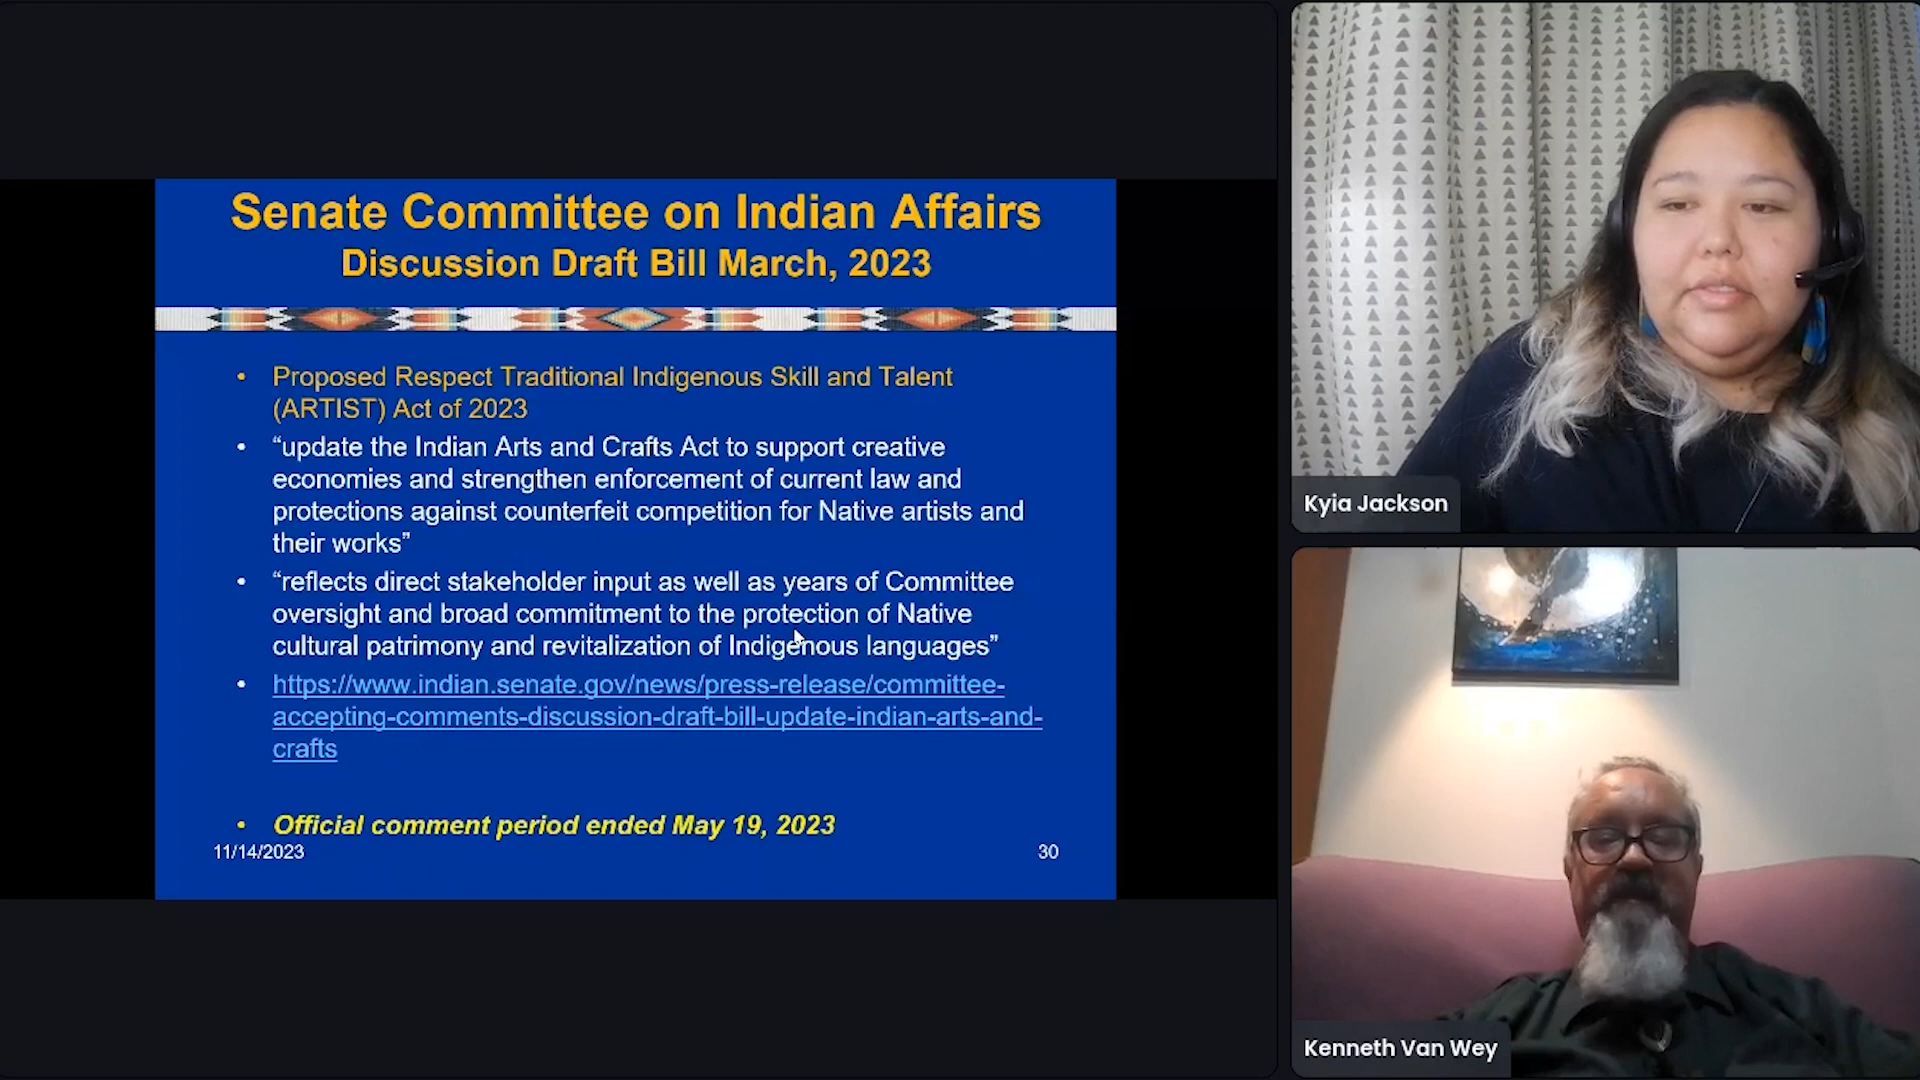 Senate Committee on Indian Affairs
Discussion Draft Bill March, 2023
• Proposed Respect Traditional Indigenous Skill and Talent
(ARTIST) Act of 2023
• “update the Indian Arts and Crafts Act to support creative
economies and strengthen enforcement of current law and
protections against counterfeit competition for Native artists and
their works”
• “reflects direct stakeholder input as well as years of Committee
oversight and broad commitment to the protection of Native
cultural patrimony and revitalization of Indigenous languages”
• https://www.indian.senate.gov/news/press-release/committee-
accepting-comments-discussion-draft-bill-update-indian-arts-and-
crafts
• Official comment period ended May 19, 2023
11/14/2023
30
Kyia Jackson
Kenneth Van Wey